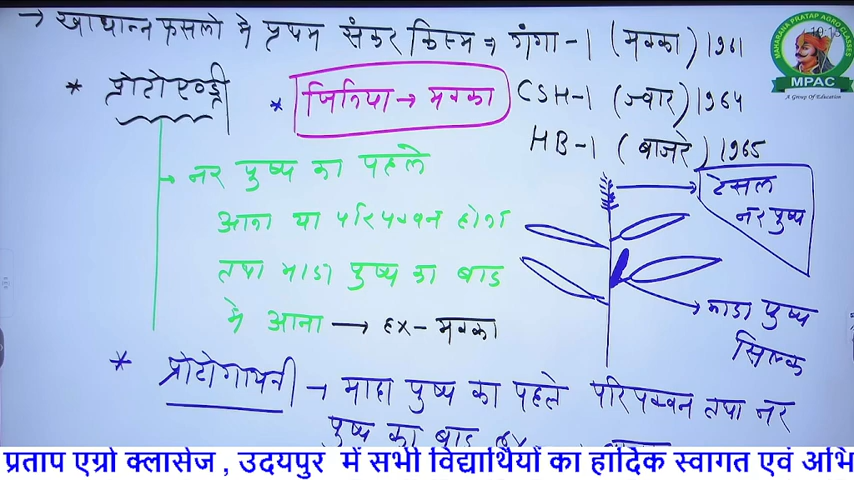 → खाद्यान्न फसलो मे प्रथम संकर किस्म ⇒ गंगा-1 (मक्का) 1961
* प्रोटोएण्ड्री * जिनिया → मक्का CSH-1 (ज्वार) 1964
HB-1 (बाजरे) 1965
→ नर पुष्प का पहले
आना या परिपक्वन होना
तथा मादा पुष्प का बाद
मे आना → ex- मक्का
टेसल
नर पुष्प
मादा पुष्प
सिल्क
* प्रोटोगायनी → मादा पुष्प का पहले परिपक्वन तथा नर
पुष्प का बाद
MAHARANA PRATAP AGRO CLASSES
MPAC
A Group Of Education
प्रताप एग्रो क्लासेज , उदयपुर में सभी विद्यार्थियों का हार्दिक स्वागत एवं अभि